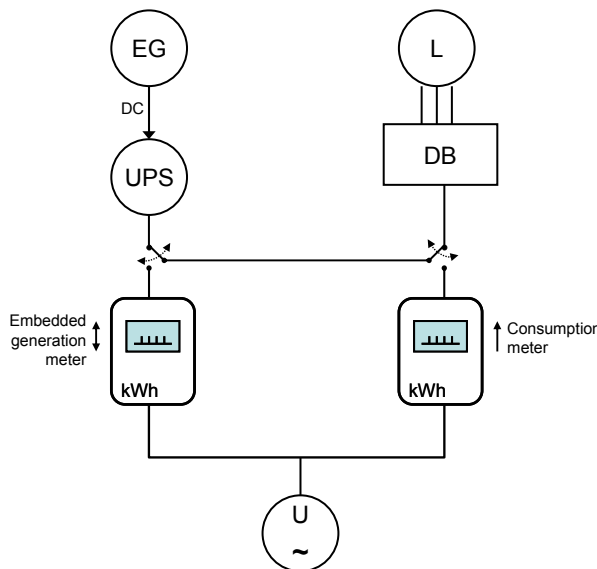 EG
L
DC
DB
UPS
Embedded
generation
meter
kWh
Consumption
meter
kWh
U
~